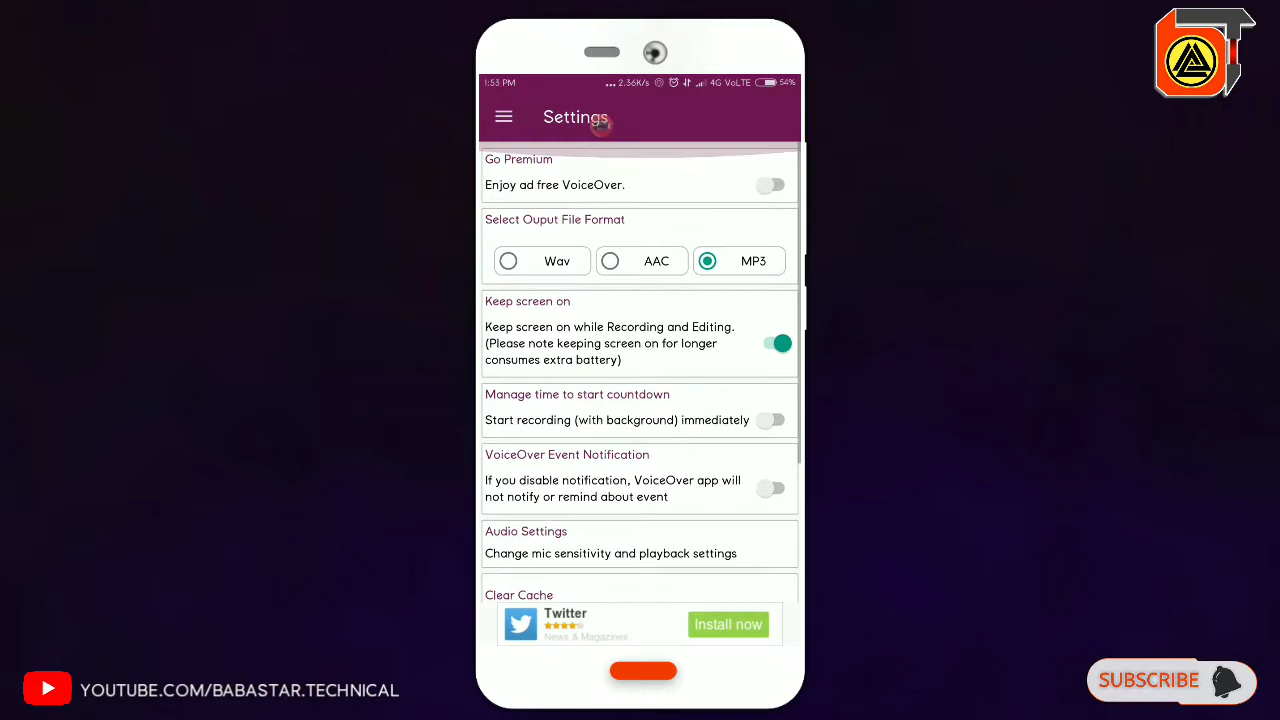 1:53 PM
... 2.36K/s 4G VoLTE 54%
Settings
Go Premium
Enjoy ad free VoiceOver.
Select Ouput File Format
Wav
AAC
MP3
Keep screen on
Keep screen on while Recording and Editing.
(Please note keeping screen on for longer
consumes extra battery)
Manage time to start countdown
Start recording (with background) immediately
VoiceOver Event Notification
If you disable notification, VoiceOver app will
not notify or remind about event
Audio Settings
Change mic sensitivity and playback settings
Clear Cache
Twitter
News & Magazines
Install now
YOUTUBE.COM/BABASTAR.TECHNICAL
SUBSCRIBE